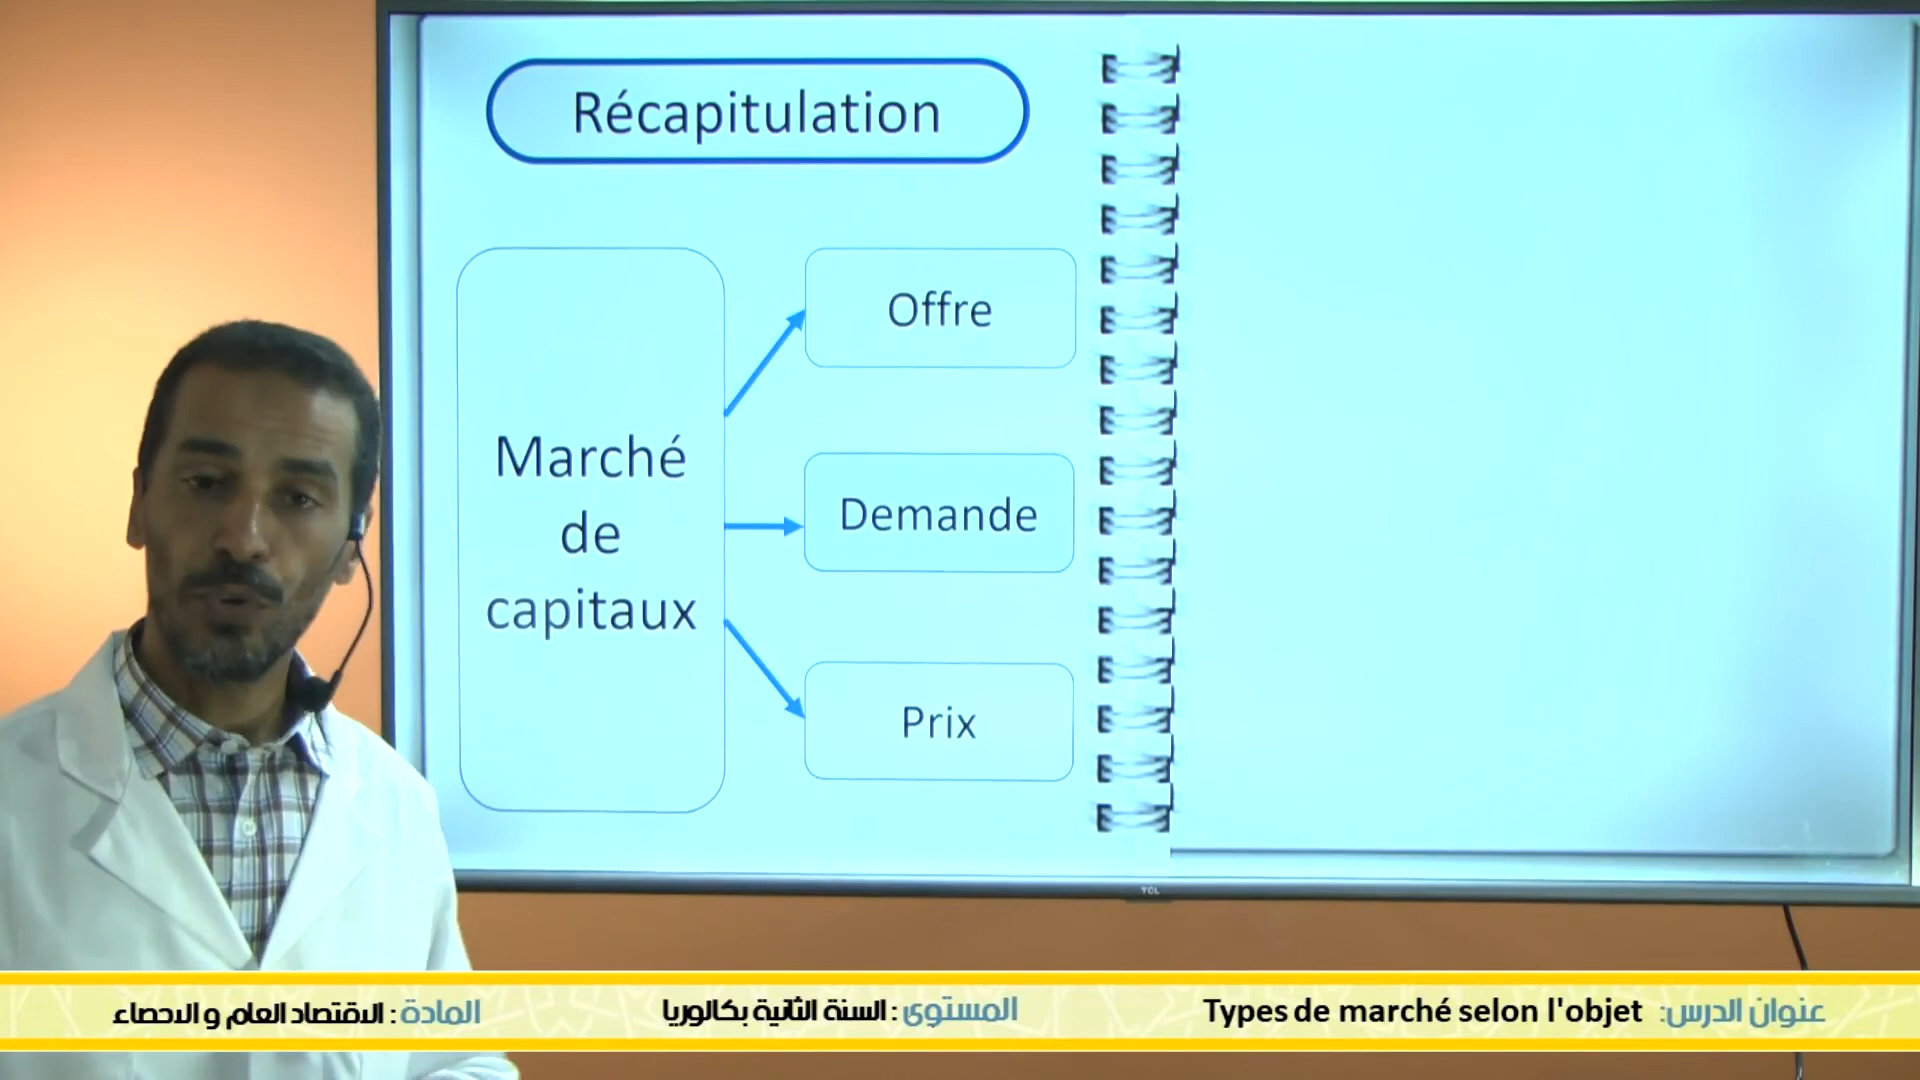 Récapitulation
Marché
de
capitaux
Offre
Demande
Prix
TCL
عنوان الدرس: Types de marché selon l'objet
المستوى : السنة الثانية بكالوريا
المادة : الاقتصاد العام و الاحصاء